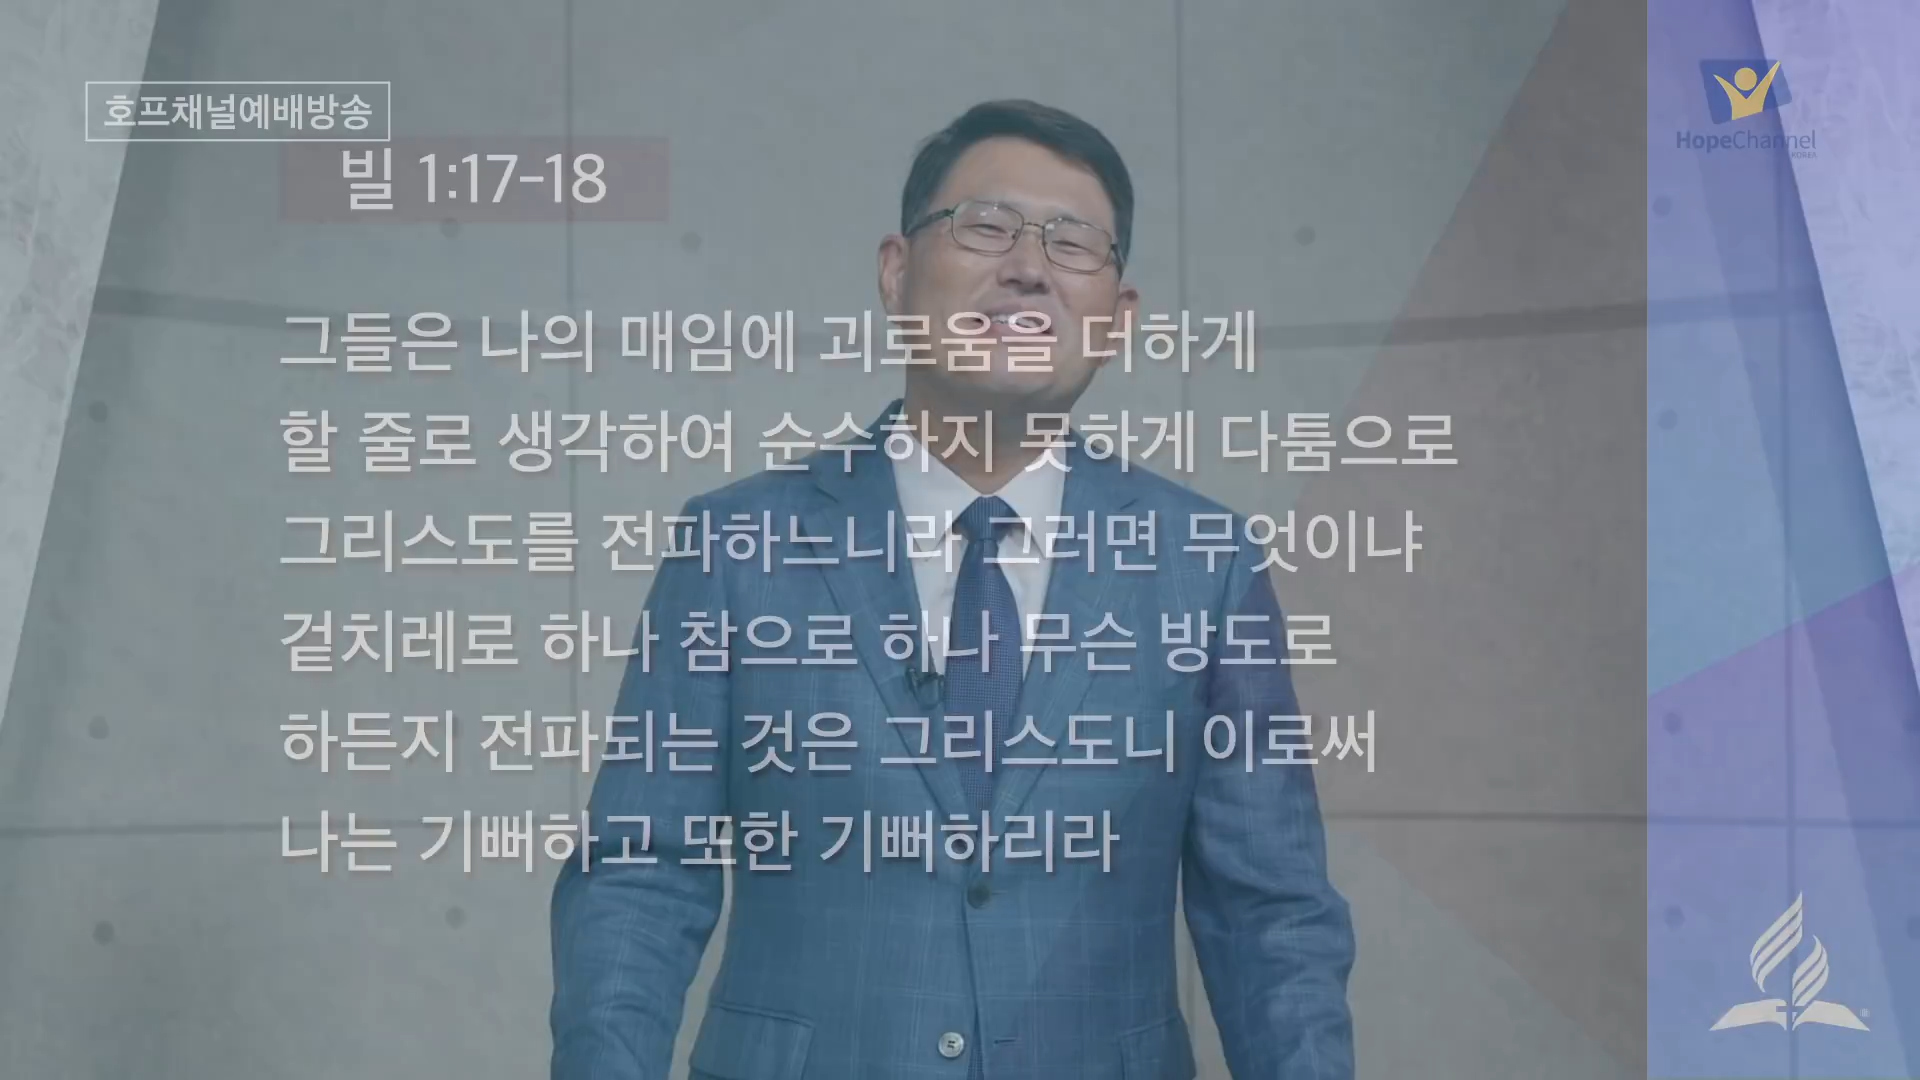 호프채널예배방송
HopeChannel
KOREA
빌 1:17-18
그들은 나의 매임에 괴로움을 더하게
할 줄로 생각하여 순수하지 못하게 다툼으로
그리스도를 전파하느니라 그러면 무엇이냐
겉치레로 하나 참으로 하나 무슨 방도로
하든지 전파되는 것은 그리스도니 이로써
나는 기뻐하고 또한 기뻐하리라